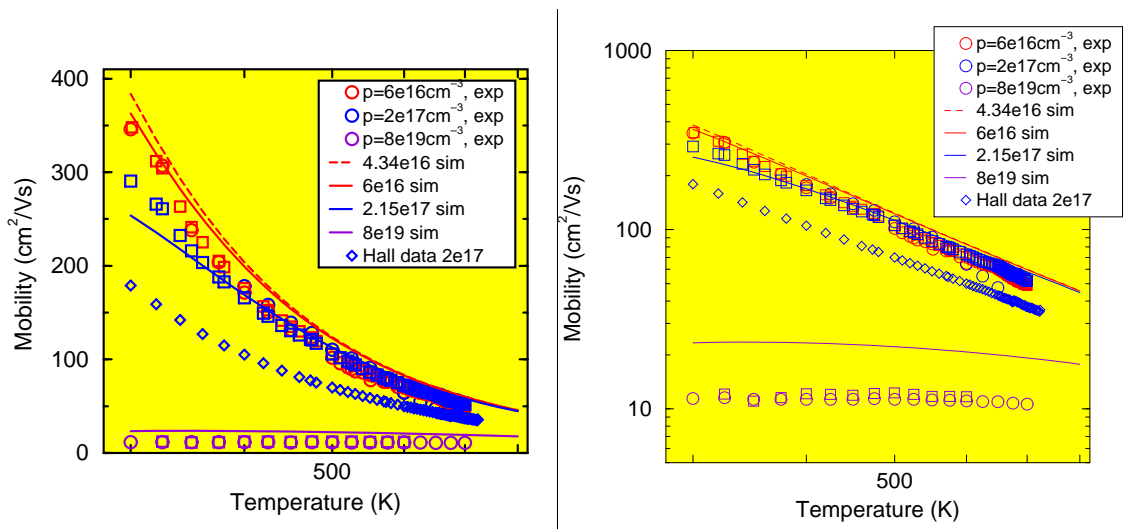 400
300
200
100
0
Mobility (cm²/Vs)
500
Temperature (K)
p=6e16cm⁻³, exp
p=2e17cm⁻³, exp
p=8e19cm⁻³, exp
4.34e16 sim
6e16 sim
2.15e17 sim
8e19 sim
Hall data 2e17
1000
100
10
Mobility (cm²/Vs)
500
Temperature (K)
p=6e16cm⁻³, exp
p=2e17cm⁻³, exp
p=8e19cm⁻³, exp
4.34e16 sim
6e16 sim
2.15e17 sim
8e19 sim
Hall data 2e17